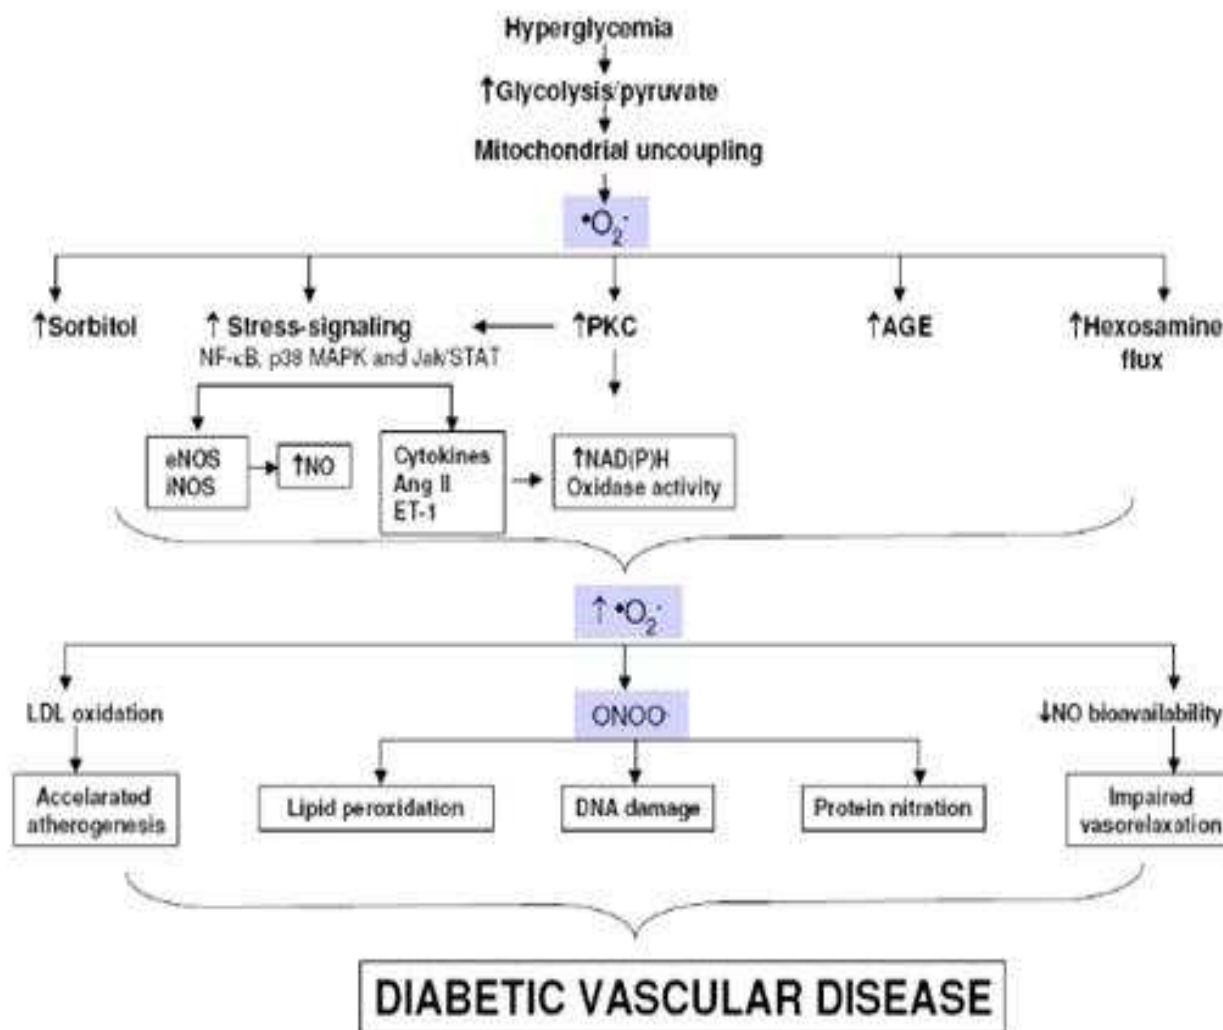 Hyperglycemia
↑Glycolysis/pyruvate
Mitochondrial uncoupling
•O₂⁻
↑Sorbitol
↑ Stress-signaling
NF-κB, p38 MAPK and Jak/STAT
↑PKC
↑AGE
↑Hexosamine
flux
eNOS
iNOS
↑NO
Cytokines
Ang II
ET-1
↑NAD(P)H
Oxidase activity
↑ •O₂⁻
LDL oxidation
ONOO⁻
↓NO bioavailability
Accelarated
atherogenesis
Lipid peroxidation
DNA damage
Protein nitration
Impaired
vasorelaxation
DIABETIC VASCULAR DISEASE